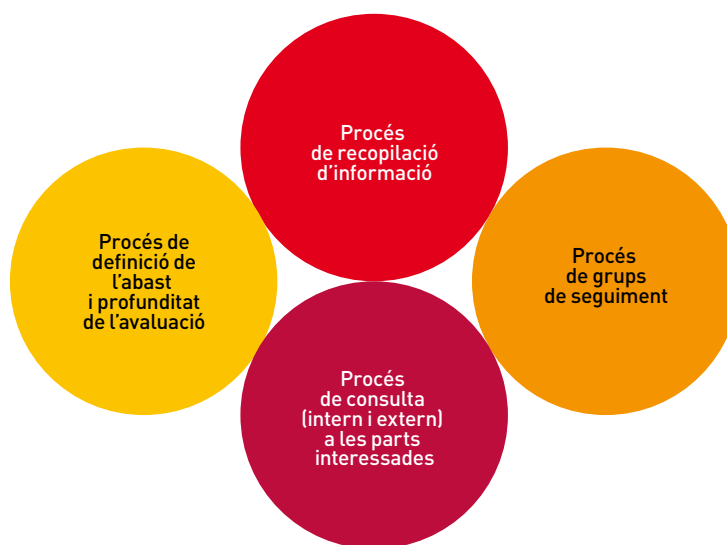 Procés
de recopilació
d’informació
Procés de
definició de
l’abast
i profunditat
de l’avaluació
Procés
de grups
de seguiment
Procés
de consulta
(intern i extern)
a les parts
interessades